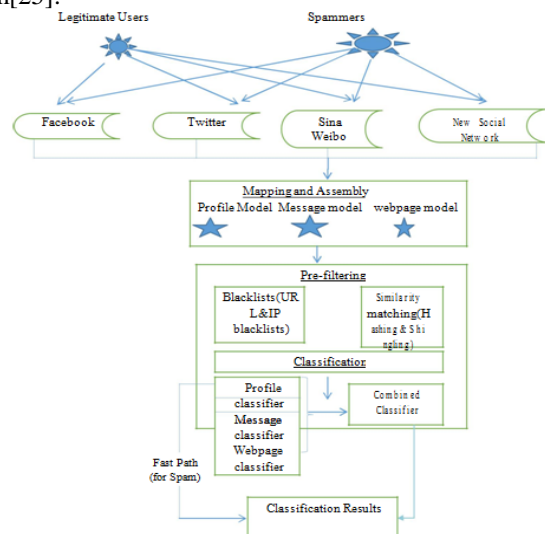 n[25].
Legitimate Users
Spammers
Facebook
Twitter
Sina
Weibo
New Social
Network
Mapping and Assembly
Profile Model Message model webpage model
Pre-filtering
Blacklists(UR
L&IP
blacklists)
Similarity
matching(H
ashing & Shi
ngling)
Classification
Profile
classifier
Message
classifier
Webpage
classifier
Combined
Classifier
Fast Path
(for Spam)
Classification Results